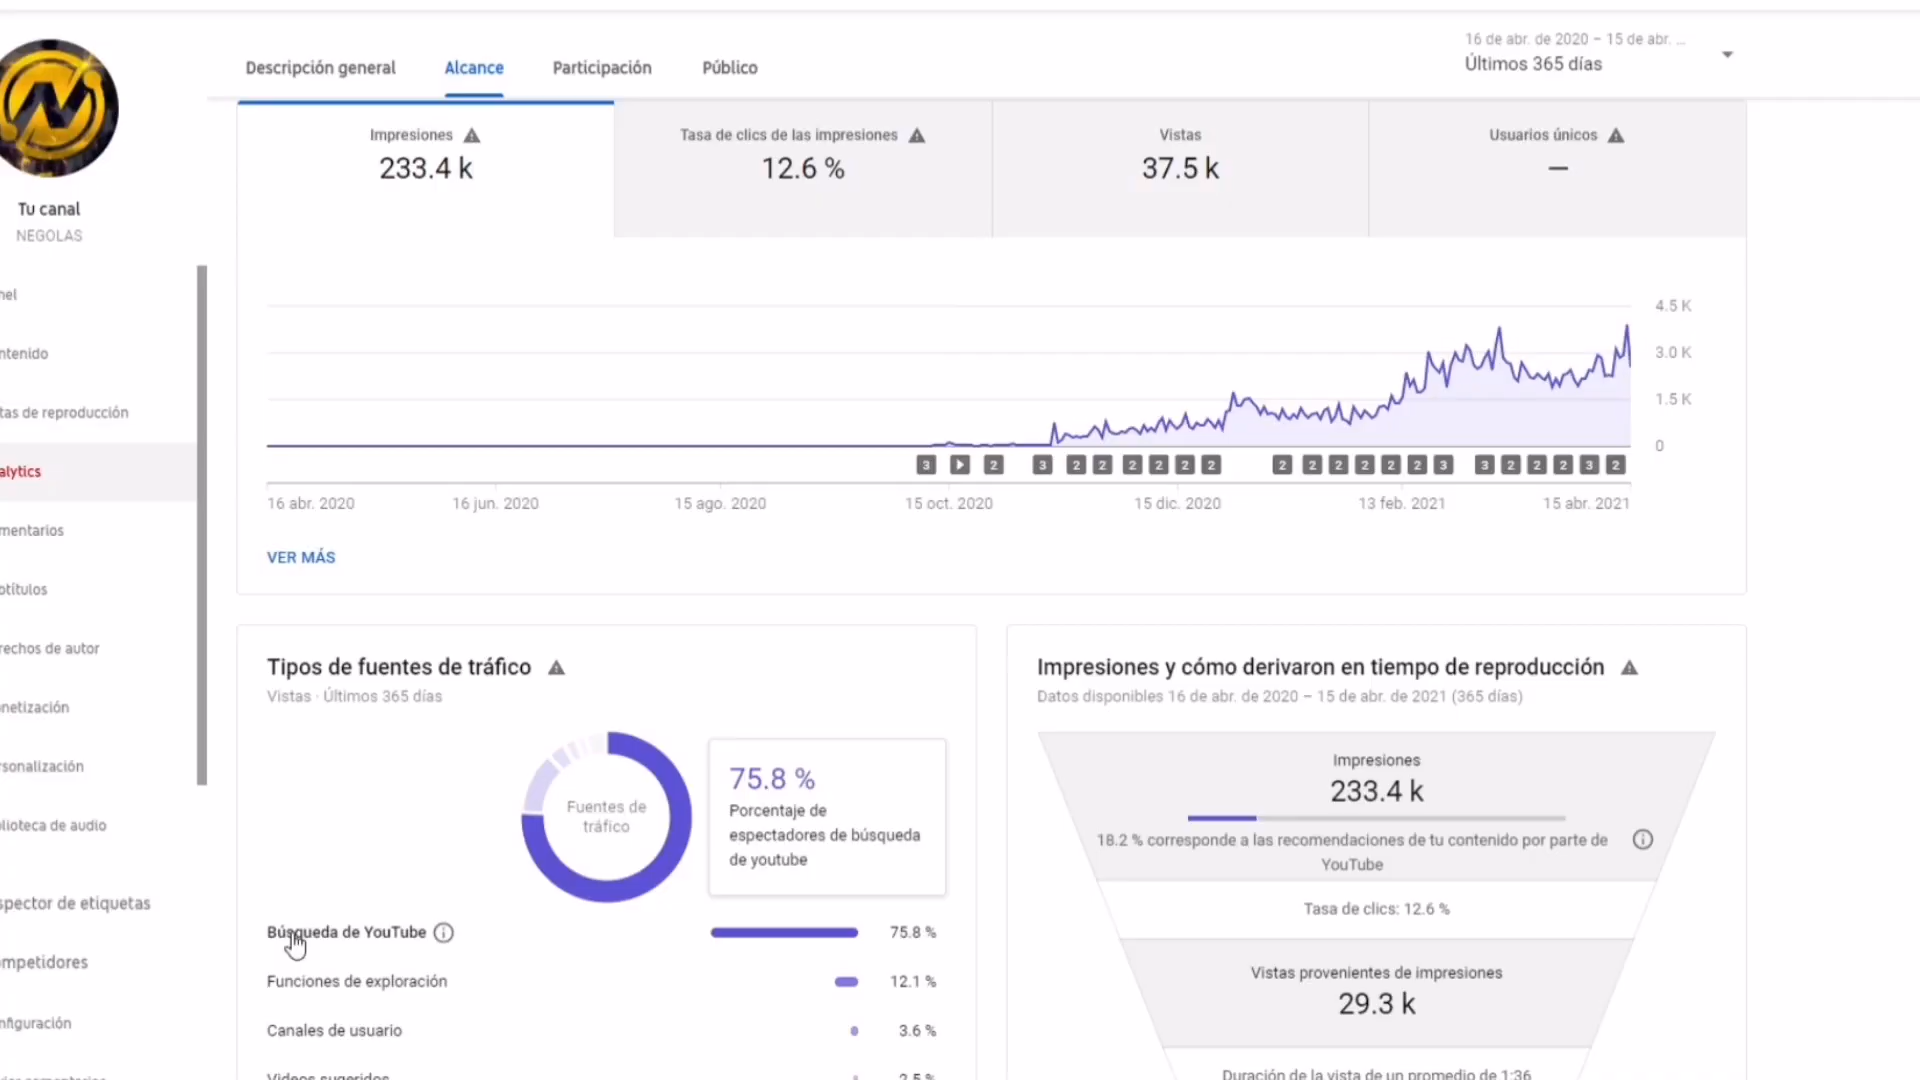 Descripción general
Alcance
Participación
Público
16 de abr. de 2020 – 15 de abr. ...
Últimos 365 días
Tu canal
NEGOLAS
nel
ntenido
tas de reproducción
alytics
mentarios
otítulos
rechos de autor
netización
rsonalización
lioteca de audio
spector de etiquetas
ompetidores
nfiguración
Impresiones
233.4 k
Tasa de clics de las impresiones
12.6 %
Vistas
37.5 k
Usuarios únicos
—
4.5 K
3.0 K
1.5 K
0
3 2 3 2 2 2 2 2 2 2 2 2 2 2 2 3 3 2 2 2 3 2
16 abr. 2020 16 jun. 2020 15 ago. 2020 15 oct. 2020 15 dic. 2020 13 feb. 2021 15 abr. 2021
VER MÁS
Tipos de fuentes de tráfico
Vistas · Últimos 365 días
Fuentes de
tráfico
75.8 %
Porcentaje de
espectadores de búsqueda
de youtube
Búsqueda de YouTube 75.8 %
Funciones de exploración 12.1 %
Canales de usuario 3.6 %
Videos sugeridos 2.5 %
Impresiones y cómo derivaron en tiempo de reproducción
Datos disponibles 16 de abr. de 2020 – 15 de abr. de 2021 (365 días)
Impresiones
233.4 k
18.2 % corresponde a las recomendaciones de tu contenido por parte de
YouTube
Tasa de clics: 12.6 %
Vistas provenientes de impresiones
29.3 k
Duración de la vista de un promedio de 1:36